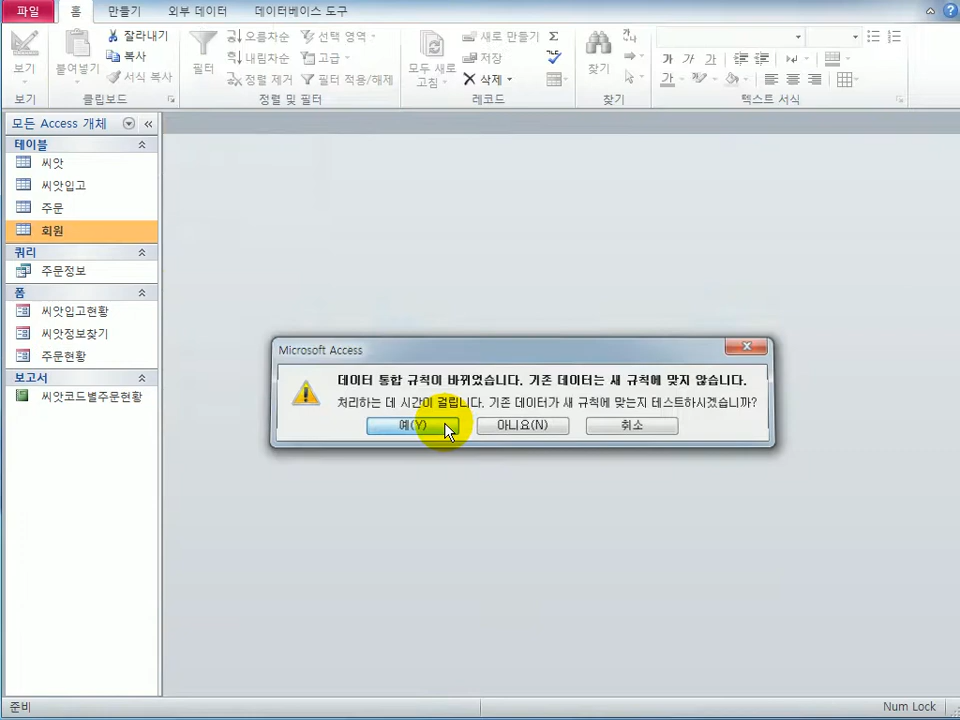 파일 홈 만들기 외부 데이터 데이터베이스 도구
보기
보기
붙여넣기
잘라내기
복사
서식 복사
클립보드
필터
오름차순
내림차순
정렬 제거
선택 영역
고급
필터 적용/해제
정렬 및 필터
모두 새로
고침
새로 만들기
저장
삭제
레코드
찾기
찾기
가 가 가
가
텍스트 서식
모든 Access 개체
테이블
씨앗
씨앗입고
주문
회원
쿼리
주문정보
폼
씨앗입고현황
씨앗정보찾기
주문현황
보고서
씨앗코드별주문현황
Microsoft Access
데이터 통합 규칙이 바뀌었습니다. 기존 데이터는 새 규칙에 맞지 않습니다.
처리하는 데 시간이 걸립니다. 기존 데이터가 새 규칙에 맞는지 테스트하시겠습니까?
예(Y) 아니요(N) 취소
준비
Num Lock